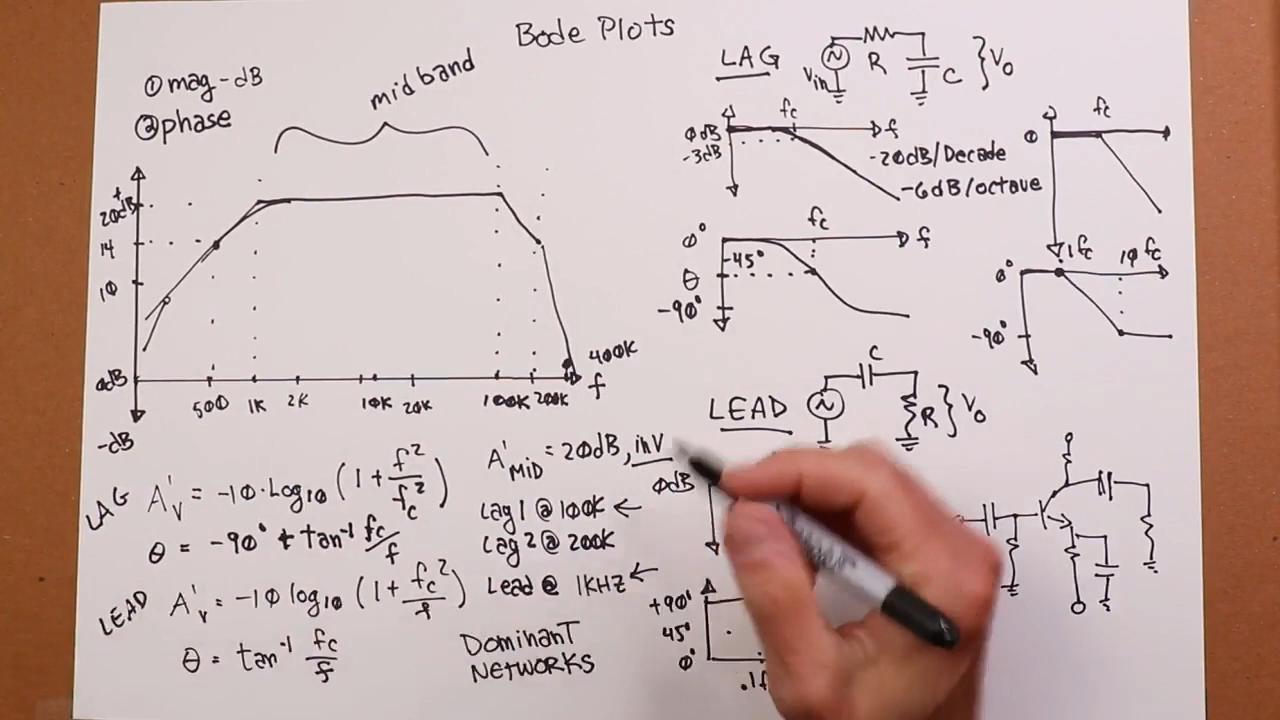 Bode Plots
① mag-dB
② phase
mid band
+
20dB
14
10
0dB
-dB
500 1K 2K 10K 20K 100K 200K
400K
f
LAG A'v = -10·Log10 (1+ f²/fc²)
θ = -90° + tan⁻¹ fc/f
LEAD A'v = -10 log10 (1+ fc²/f)
θ = tan⁻¹ fc/f
A'MID = 20dB, inV
Lag 1 @ 100K ←
Lag 2 @ 200K
Lead @ 1KHZ ←
DominanT
NETWORKS
LAG
Vin R C } Vo
fc
0dB f
-3dB
-20dB/Decade
-6dB/octave
fc
0
fc
0° f
-45°
θ
-90°
.1fc 10fc
0°
-90°
LEAD
C
R } Vo
0dB
+90°
45°
0°
.1f